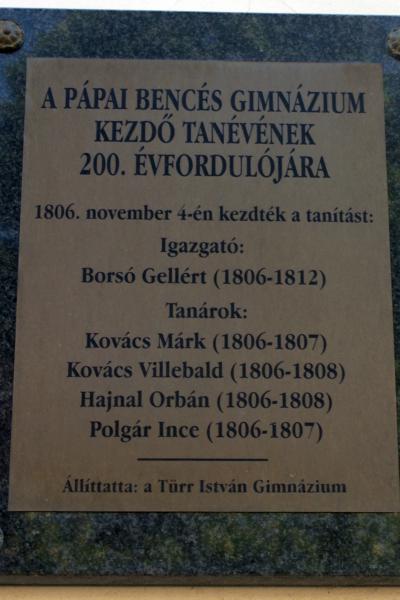 A PÁPAI BENCÉS GIMNÁZIUM
KEZDŐ TANÉVÉNEK
200. ÉVFORDULÓJÁRA
1806. november 4-én kezdték a tanítást:
Igazgató:
Borsó Gellért (1806-1812)
Tanárok:
Kovács Márk (1806-1807)
Kovács Villebald (1806-1808)
Hajnal Orbán (1806-1808)
Polgár Ince (1806-1807)
Állíttatta: a Türr István Gimnázium